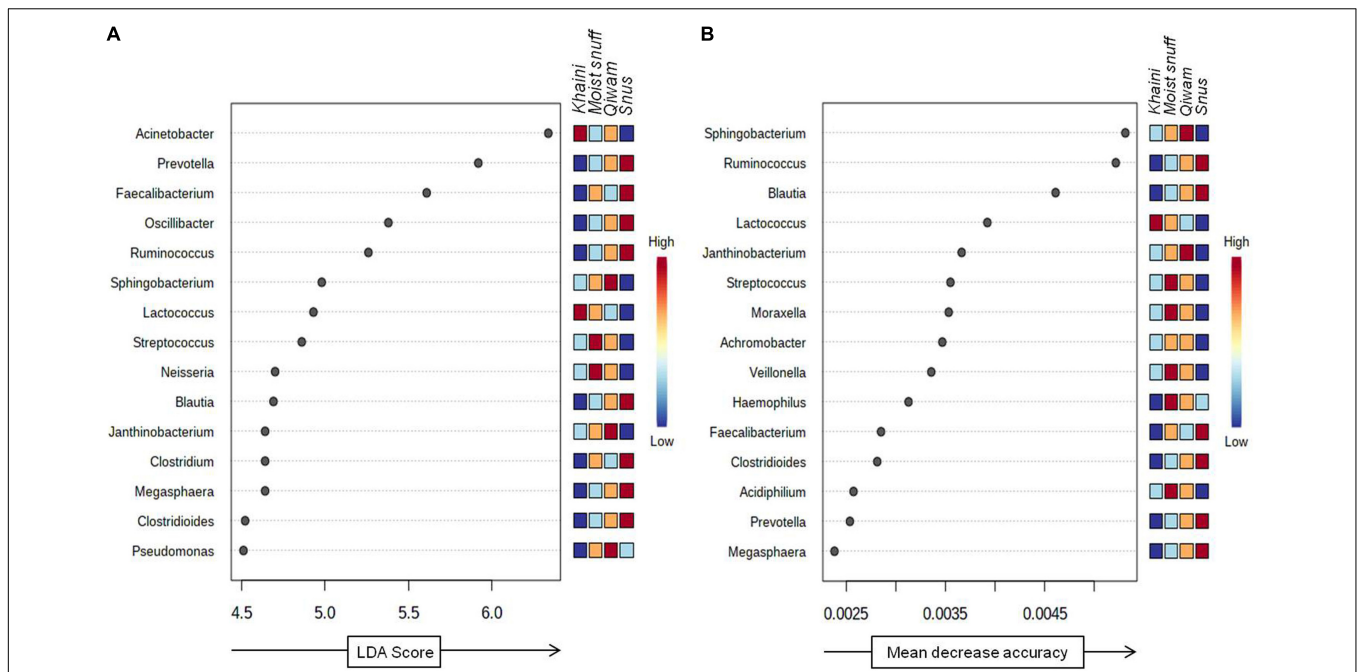 A
Khaini
Moist snuff
Qiwam
Snus
Acinetobacter
Prevotella
Faecalibacterium
Oscillibacter
Ruminococcus
Sphingobacterium
Lactococcus
Streptococcus
Neisseria
Blautia
Janthinobacterium
Clostridium
Megasphaera
Clostridioides
Pseudomonas
High
Low
4.5 5.0 5.5 6.0
LDA Score
B
Khaini
Moist snuff
Qiwam
Snus
Sphingobacterium
Ruminococcus
Blautia
Lactococcus
Janthinobacterium
Streptococcus
Moraxella
Achromobacter
Veillonella
Haemophilus
Faecalibacterium
Clostridioides
Acidiphilium
Prevotella
Megasphaera
High
Low
0.0025 0.0035 0.0045
Mean decrease accuracy